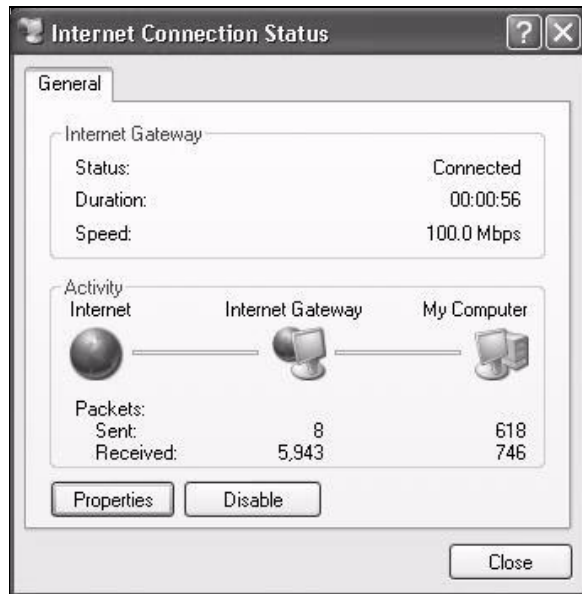 Internet Connection Status
General
Internet Gateway
Status: Connected
Duration: 00:00:56
Speed: 100.0 Mbps
Activity
Internet Internet Gateway My Computer
Packets:
Sent: 8 618
Received: 5,943 746
Properties Disable
Close